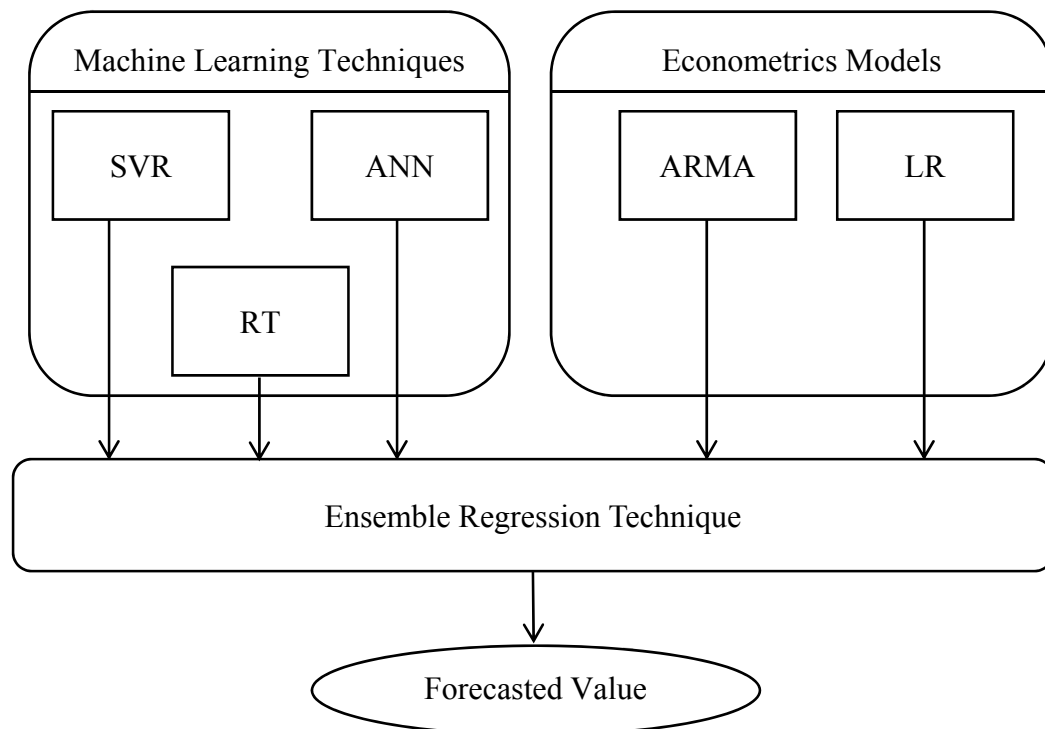 Machine Learning Techniques
Econometrics Models
SVR
ANN
ARMA
LR
RT
Ensemble Regression Technique
Forecasted Value